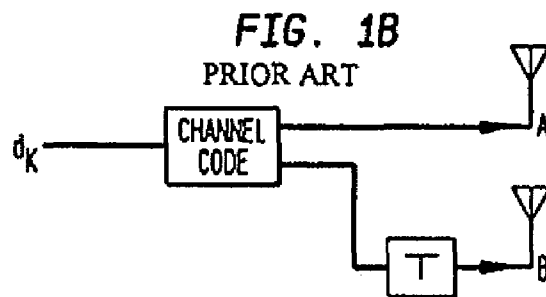 FIG. 1B
PRIOR ART
A
CHANNEL
CODE
d_K
B
T